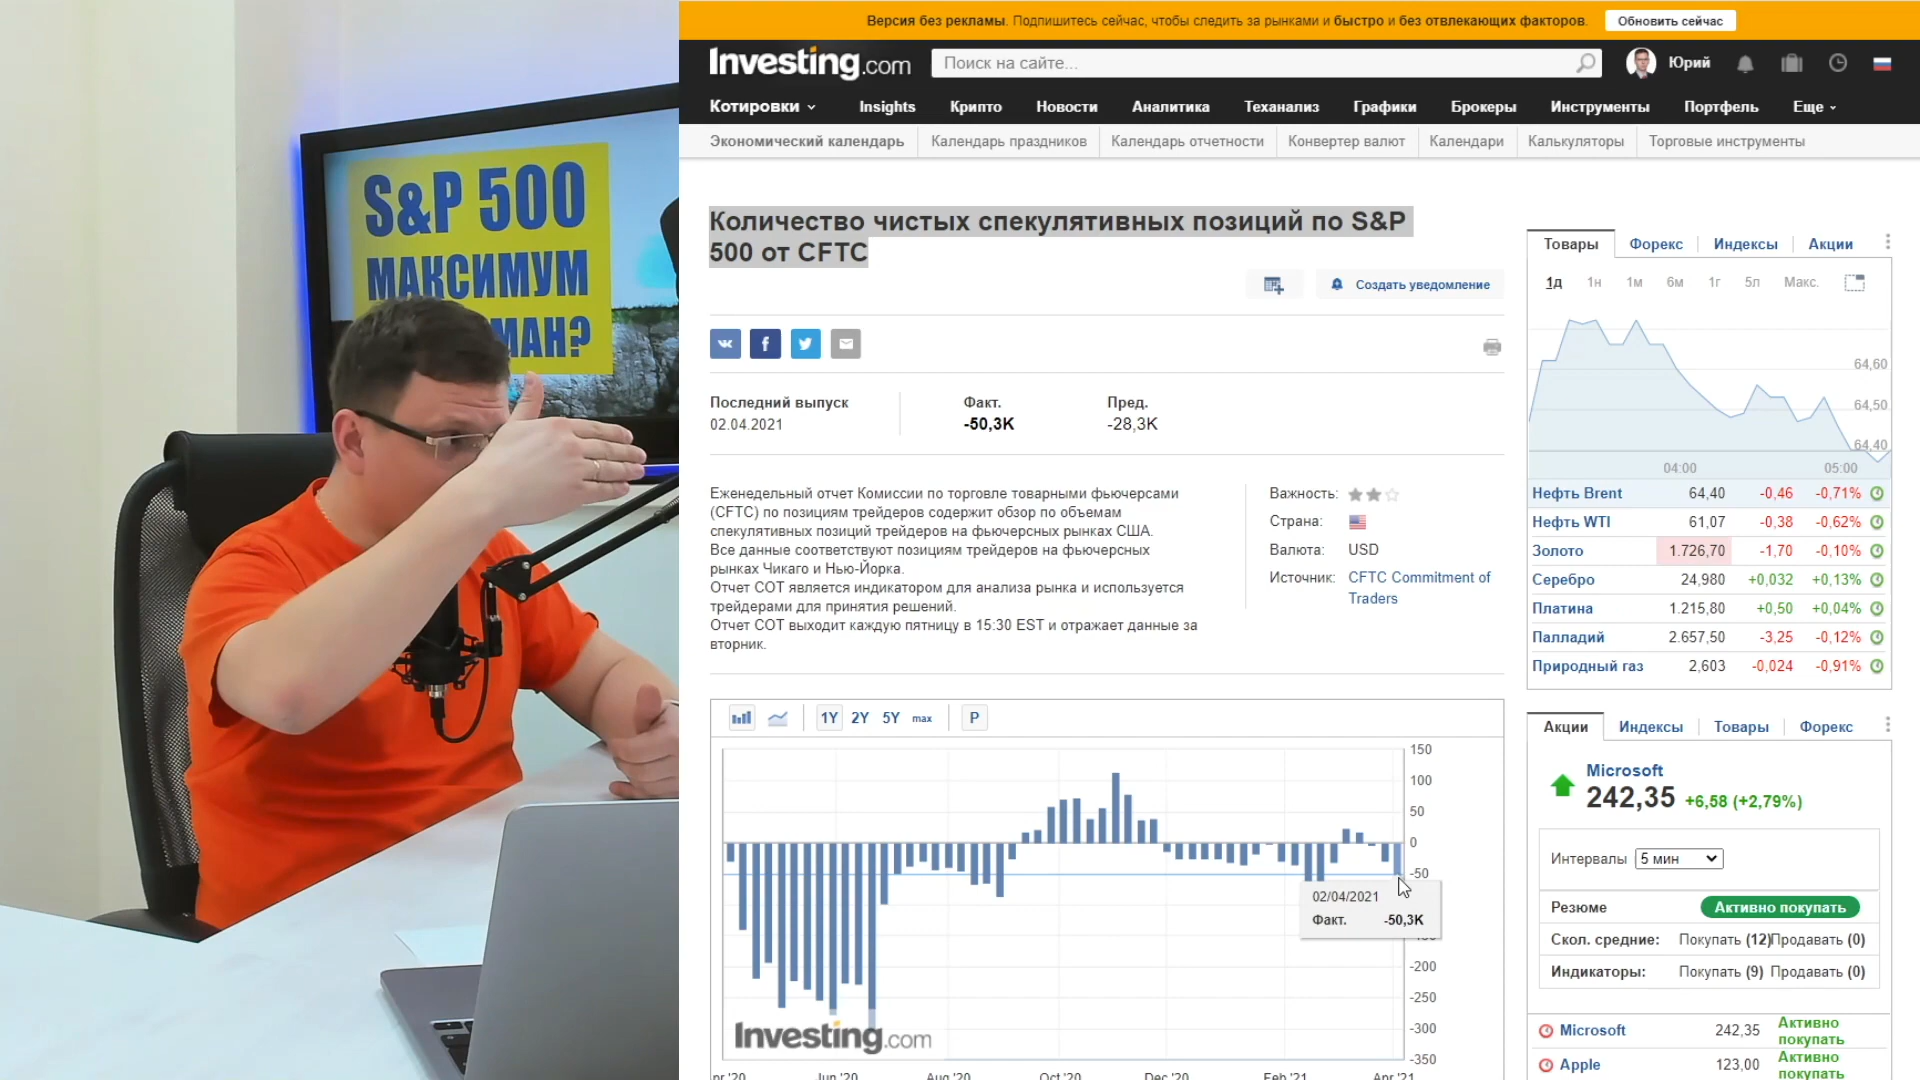 S&P 500
МАКСИМУМ
МАН?
Версия без рекламы. Подпишитесь сейчас, чтобы следить за рынками и быстро и без отвлекающих факторов.
Обновить сейчас
Investing.com
Поиск на сайте...
Юрий
Котировки
Insights
Крипто
Новости
Аналитика
Теханализ
Графики
Брокеры
Инструменты
Портфель
Еще
Экономический календарь
Календарь праздников
Календарь отчетности
Конвертер валют
Календари
Калькуляторы
Торговые инструменты
Количество чистых спекулятивных позиций по S&P
500 от CFTC
Создать уведомление
Последний выпуск
02.04.2021
Факт.
-50,3K
Пред.
-28,3K
Еженедельный отчет Комиссии по торговле товарными фьючерсами
(CFTC) по позициям трейдеров содержит обзор по объемам
спекулятивных позиций трейдеров на фьючерсных рынках США.
Все данные соответствуют позициям трейдеров на фьючерсных
рынках Чикаго и Нью-Йорка.
Отчет COT является индикатором для анализа рынка и используется
трейдерами для принятия решений.
Отчет COT выходит каждую пятницу в 15:30 EST и отражает данные за
вторник.
Важность:
Страна:
Валюта: USD
Источник: CFTC Commitment of
Traders
1Y 2Y 5Y max P
150
100
50
0
-50
-200
-250
-300
-350
02/04/2021
Факт. -50,3K
Investing.com
pr '20 Jun '20 Aug '20 Oct '20 Dec '20 Feb '21 Apr '21
Товары Форекс Индексы Акции
1д 1н 1м 6м 1г 5л Макс.
64,60
64,50
64,40
04:00 05:00
Нефть Brent 64,40 -0,46 -0,71%
Нефть WTI 61,07 -0,38 -0,62%
Золото 1.726,70 -1,70 -0,10%
Серебро 24,980 +0,032 +0,13%
Платина 1.215,80 +0,50 +0,04%
Палладий 2.657,50 -3,25 -0,12%
Природный газ 2,603 -0,024 -0,91%
Акции Индексы Товары Форекс
Microsoft
242,35 +6,58 (+2,79%)
Интервалы 5 мин
Резюме Активно покупать
Скол. средние: Покупать (12) Продавать (0)
Индикаторы: Покупать (9) Продавать (0)
Microsoft 242,35 Активно
покупать
Apple 123,00 Активно
покупать